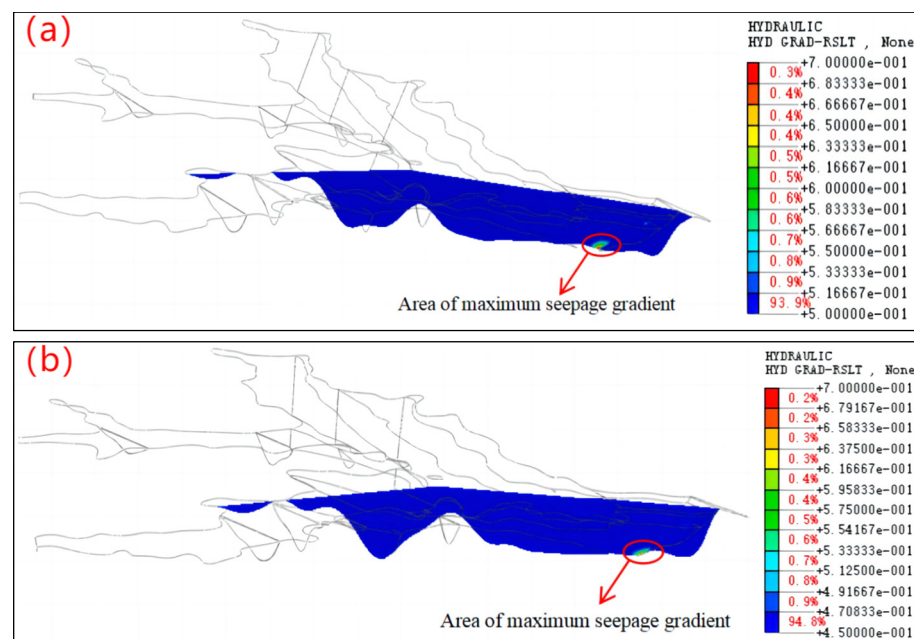 (a)
HYDRAULIC
HYD GRAD-RSLT , None
+7.00000e-001
0.3%
+6.83333e-001
0.4%
+6.66667e-001
0.4%
+6.50000e-001
0.4%
+6.33333e-001
0.5%
+6.16667e-001
0.5%
+6.00000e-001
0.6%
+5.83333e-001
0.6%
+5.66667e-001
0.7%
+5.50000e-001
0.8%
+5.33333e-001
0.9%
+5.16667e-001
93.9%
+5.00000e-001
Area of maximum seepage gradient
(b)
HYDRAULIC
HYD GRAD-RSLT , None
+7.00000e-001
0.2%
+6.79167e-001
0.2%
+6.58333e-001
0.3%
+6.37500e-001
0.3%
+6.16667e-001
0.4%
+5.95833e-001
0.4%
+5.75000e-001
0.5%
+5.54167e-001
0.6%
+5.33333e-001
0.7%
+5.12500e-001
0.8%
+4.91667e-001
0.9%
+4.70833e-001
94.8%
+4.50000e-001
Area of maximum seepage gradient